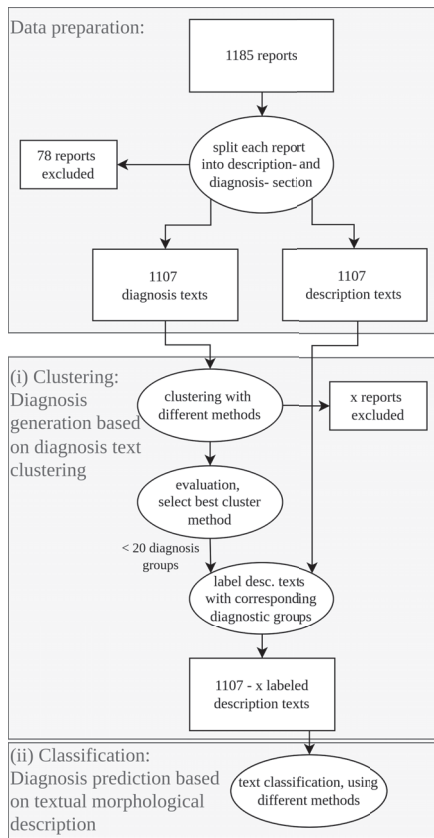 Data preparation:
1185 reports
split each report
into description- and
diagnosis- section
78 reports
excluded
1107
diagnosis texts
1107
description texts
(i) Clustering:
Diagnosis
generation based
on diagnosis text
clustering
clustering with
different methods
x reports
excluded
evaluation,
select best cluster
method
< 20 diagnosis
groups
label desc. texts
with corresponding
diagnostic groups
1107 - x labeled
description texts
(ii) Classification:
Diagnosis prediction based
on textual morphological
description
text classification, using
different methods